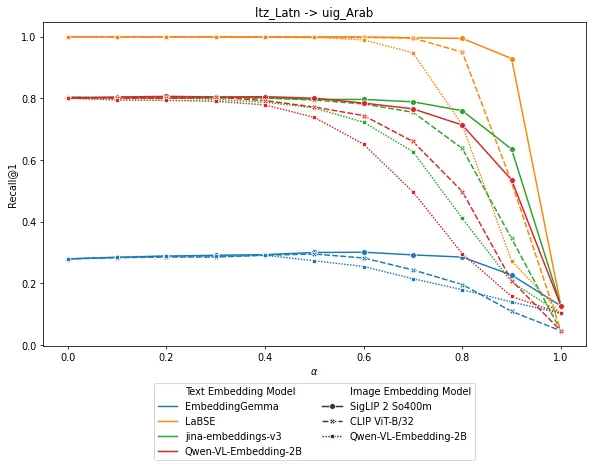 ltz_Latn -> uig_Arab
Recall@1
1.0
0.8
0.6
0.4
0.2
0.0
0.0 0.2 0.4 0.6 0.8 1.0
α
Text Embedding Model
EmbeddingGemma
LaBSE
jina-embeddings-v3
Qwen-VL-Embedding-2B
Image Embedding Model
SigLIP 2 So400m
CLIP ViT-B/32
Qwen-VL-Embedding-2B